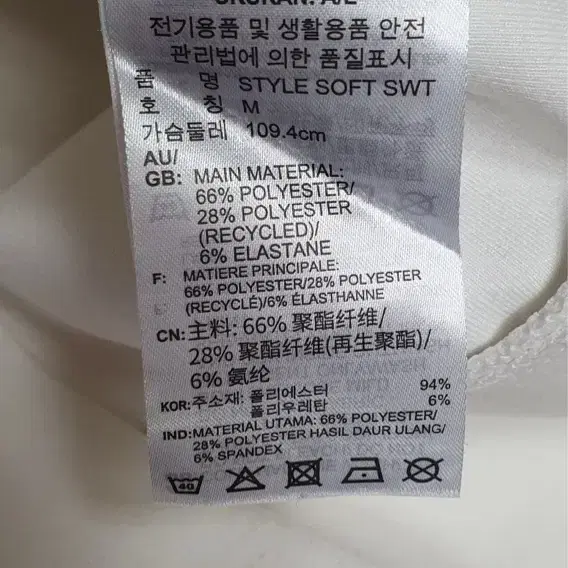 UKURAN: A/L
전기용품 및 생활용품 안전
관리법에 의한 품질표시
품 명 STYLE SOFT SWT
호 칭 M
가슴둘레 109.4cm
AU/
GB: MAIN MATERIAL:
66% POLYESTER/
28% POLYESTER
(RECYCLED)/
6% ELASTANE
F: MATIERE PRINCIPALE:
66% POLYESTER/28% POLYESTER
(RECYCLÉ)/6% ÉLASTHANNE
CN: 主料: 66% 聚酯纤维/
28% 聚酯纤维(再生聚酯)/
6% 氨纶
KOR:주소재: 폴리에스터 94%
폴리우레탄 6%
IND:MATERIAL UTAMA: 66% POLYESTER/
28% POLYESTER HASIL DAUR ULANG/
6% SPANDEX
40